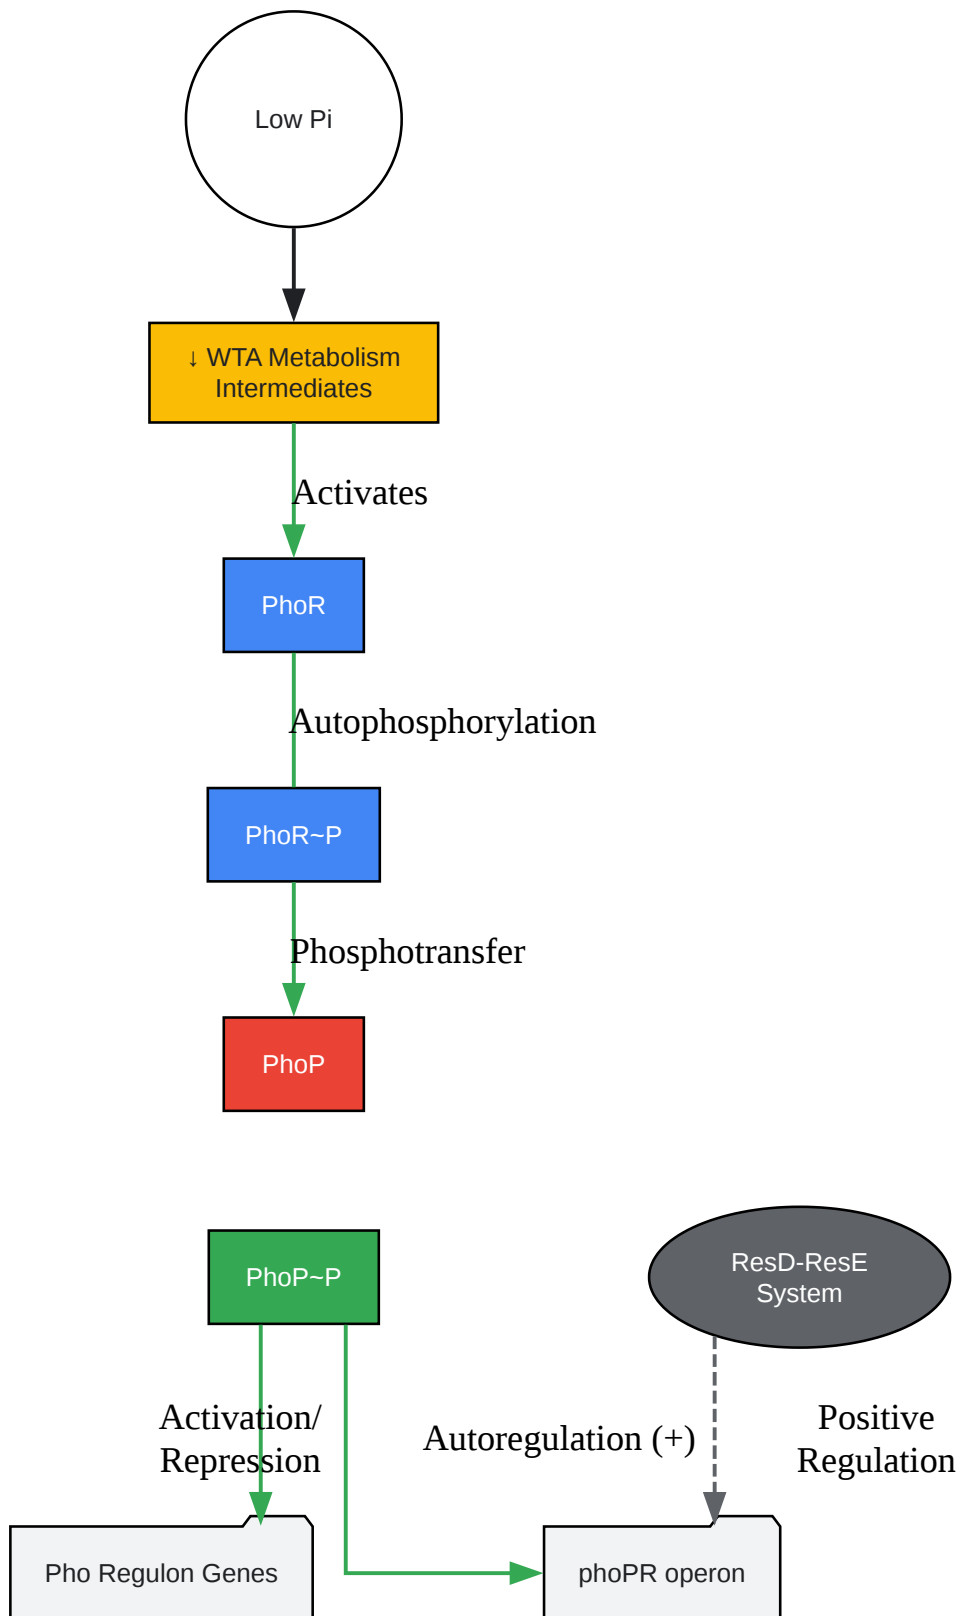 Low Pi
↓ WTA Metabolism
Intermediates
Activates
PhoR
Autophosphorylation
PhoR~P
Phosphotransfer
PhoP
PhoP~P
ResD-ResE
System
Activation/
Repression
Autoregulation (+)
Positive
Regulation
Pho Regulon Genes
phoPR operon